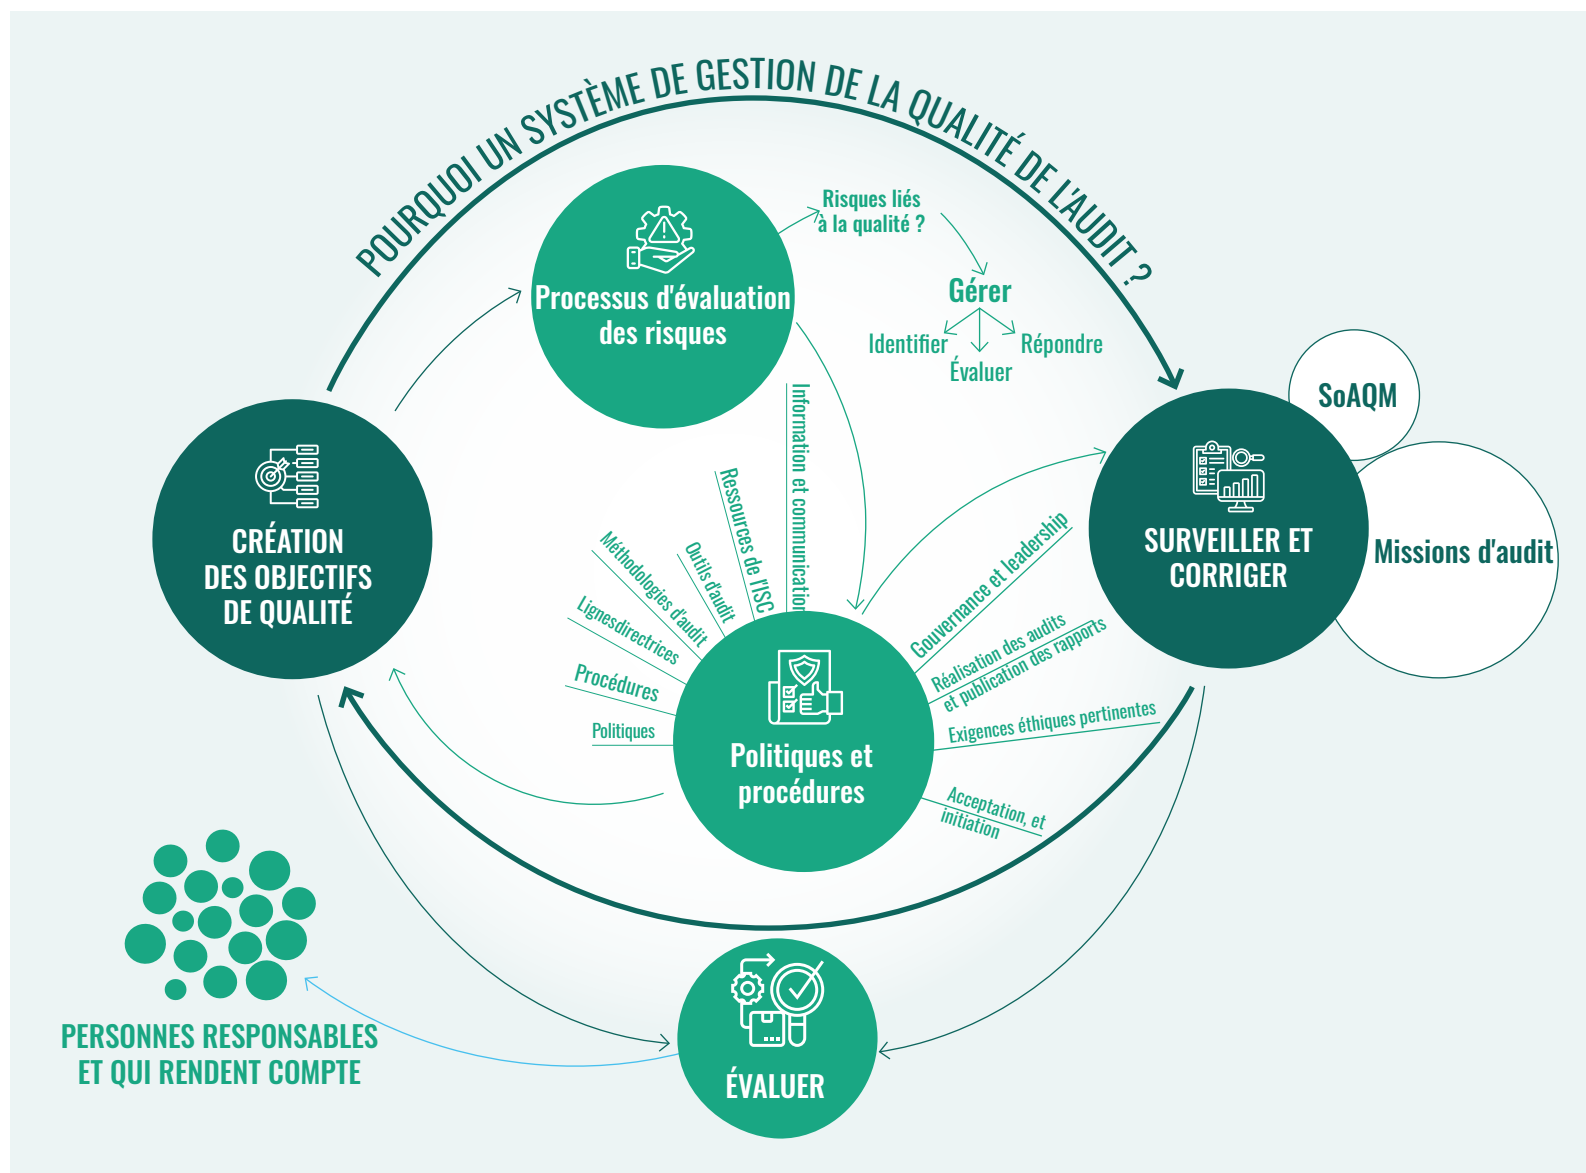 POURQUOI UN SYSTÈME DE GESTION DE LA QUALITÉ DE L'AUDIT ?
Processus d'évaluation
des risques
Risques liés
à la qualité ?
Gérer
Identifier
Évaluer
Répondre
CRÉATION
DES OBJECTIFS
DE QUALITÉ
SURVEILLER ET
CORRIGER
SoAQM
Missions d'audit
Politiques
Procédures
Lignesdirectrices
Méthodologies d'audit
Outils d'audit
Ressources de l'ISC
Information et communication
Gouvernance et leadership
Réalisation des audits
et publication des rapports
Exigences éthiques pertinentes
Acceptation, et
initiation
Politiques et
procédures
PERSONNES RESPONSABLES
ET QUI RENDENT COMPTE
ÉVALUER